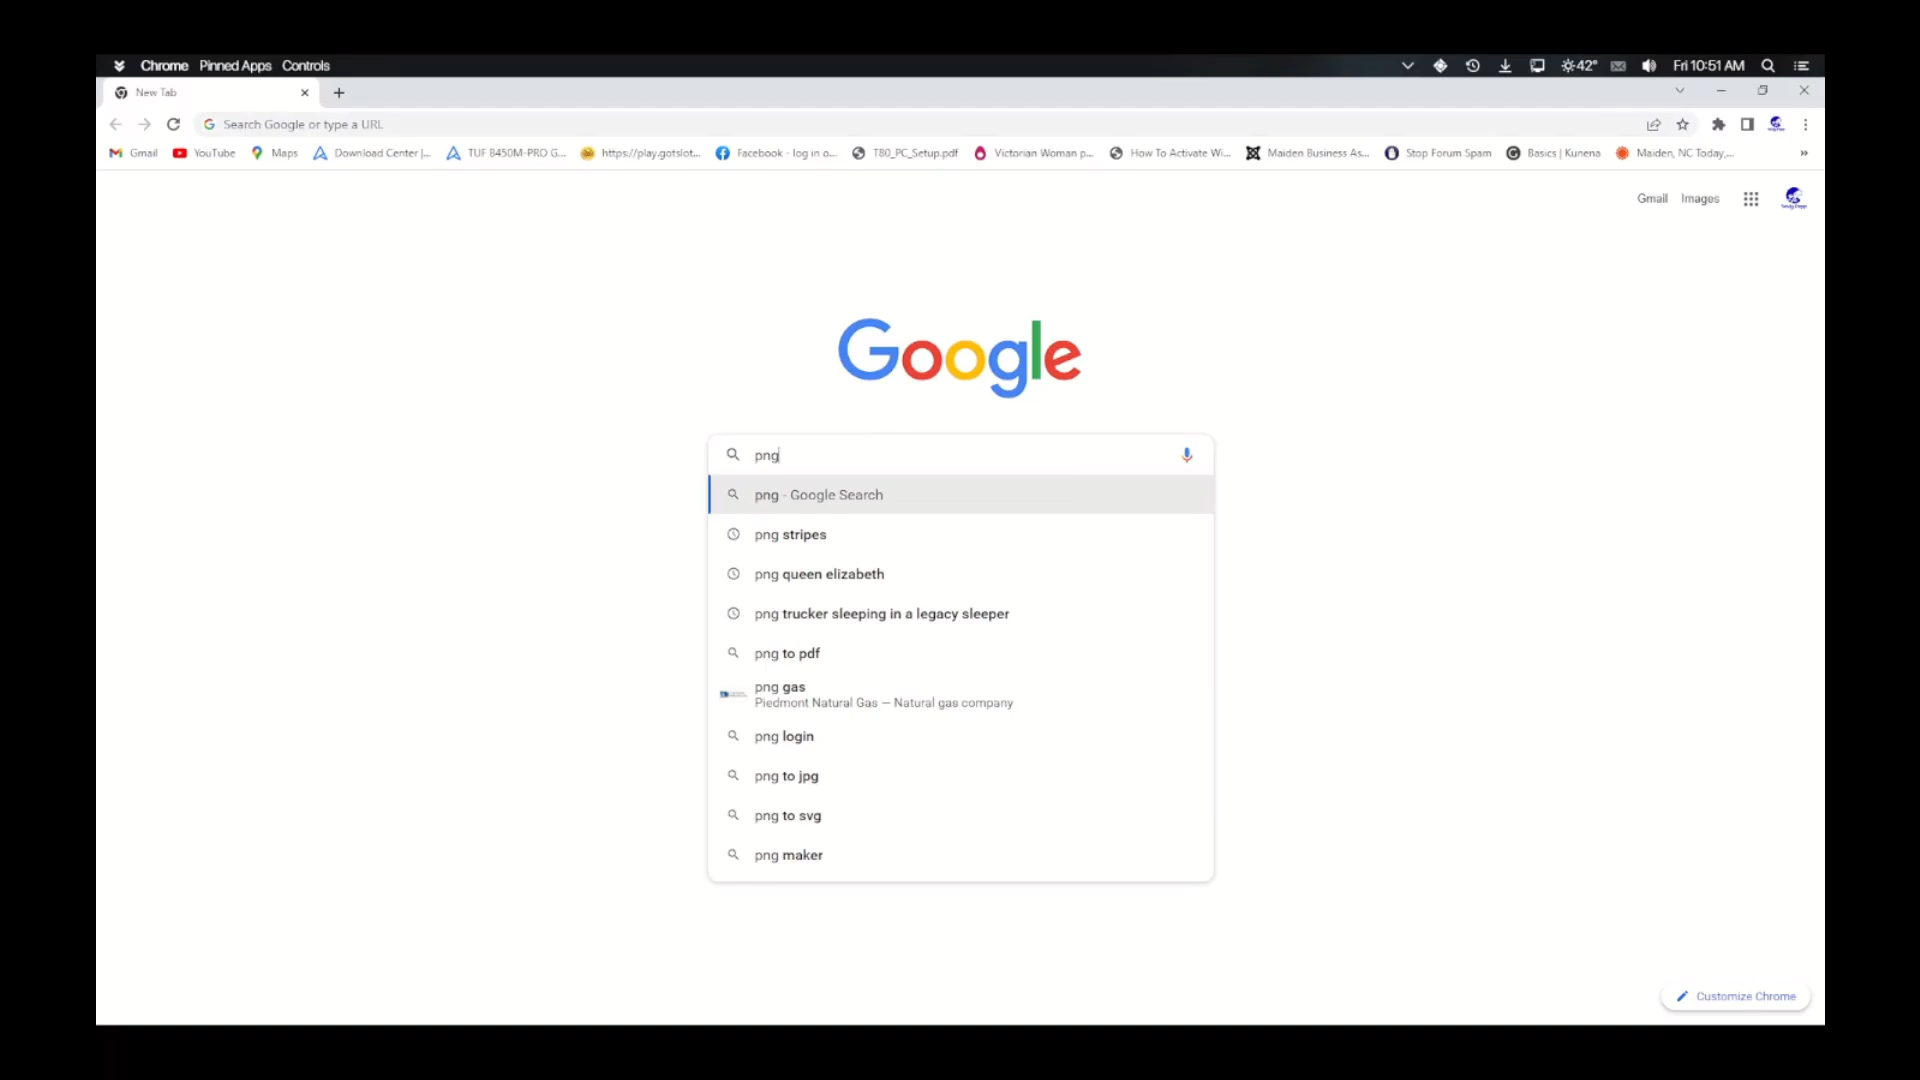 Chrome Pinned Apps Controls 42° Fri 10:51 AM
New Tab
Search Google or type a URL
Gmail YouTube Maps Download Center |... TUF B450M-PRO G... https://play.gotslot... Facebook - log in o... T80_PC_Setup.pdf Victorian Woman p... How To Activate Wi... Maiden Business As... Stop Forum Spam Basics | Kunena Maiden, NC Today,... »
Gmail Images
Google
png
png - Google Search
png stripes
png queen elizabeth
png trucker sleeping in a legacy sleeper
png to pdf
png gas
Piedmont Natural Gas — Natural gas company
png login
png to jpg
png to svg
png maker
Customize Chrome